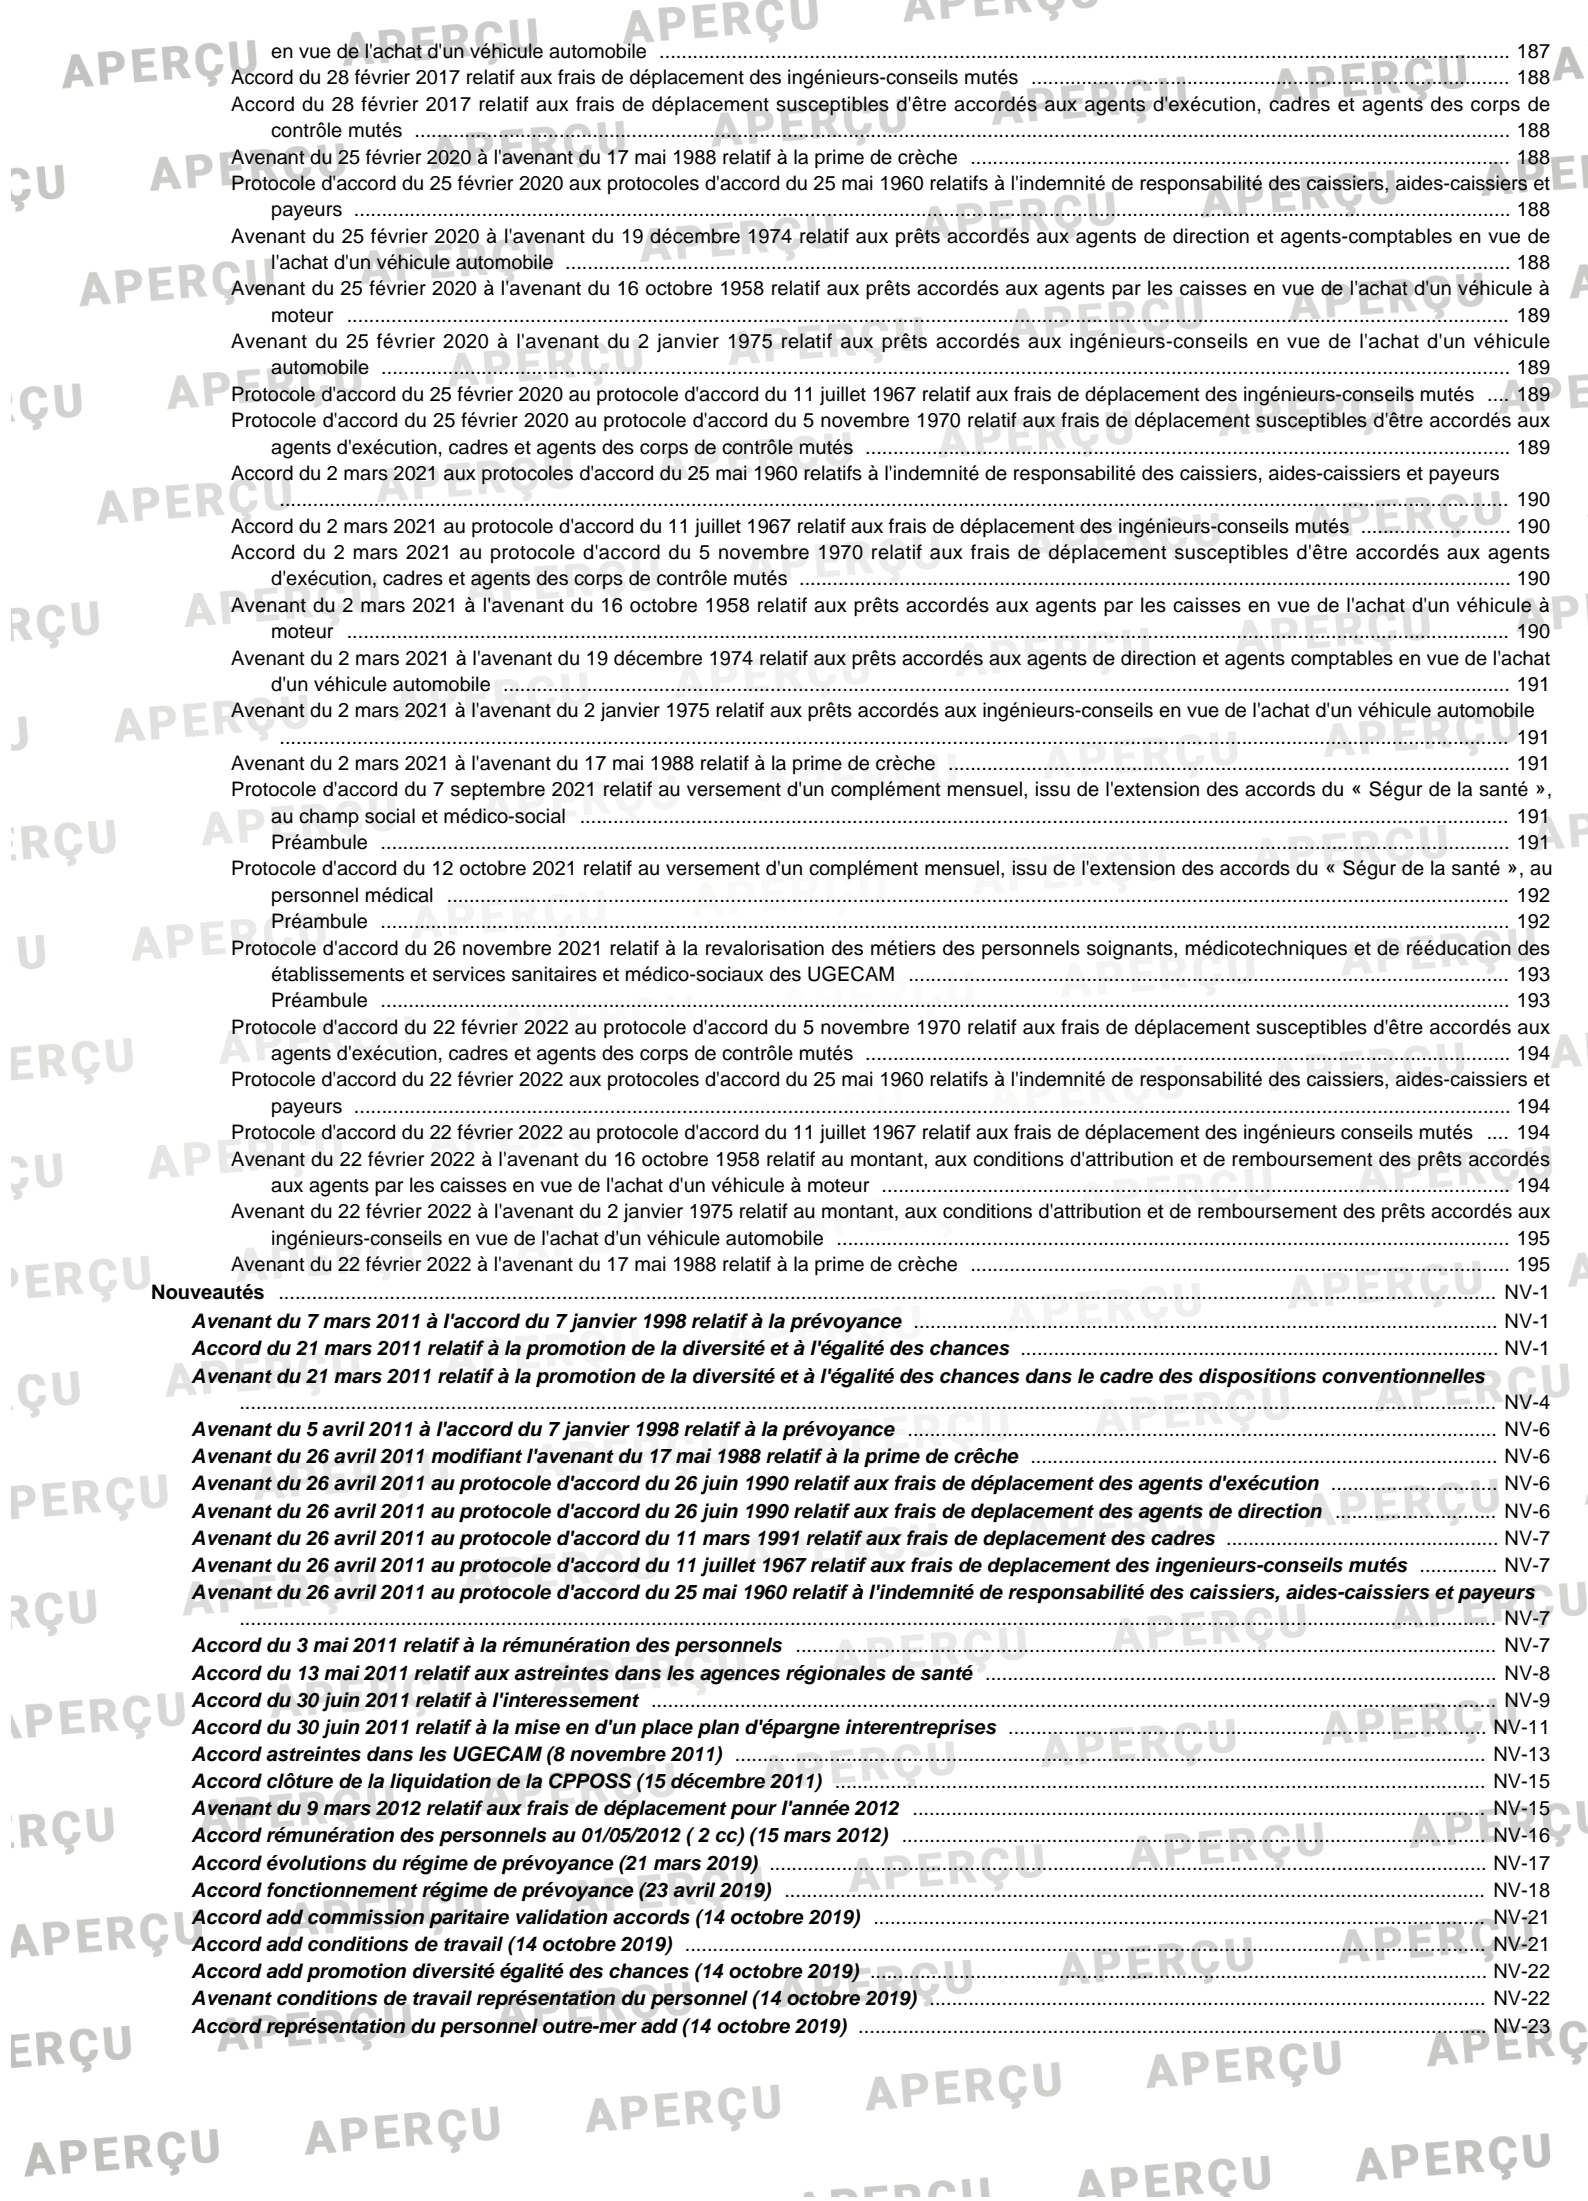 en vue de l'achat d'un véhicule automobile ... 187
Accord du 28 février 2017 relatif aux frais de déplacement des ingénieurs-conseils mutés ... 188
Accord du 28 février 2017 relatif aux frais de déplacement susceptibles d'être accordés aux agents d'exécution, cadres et agents des corps de
contrôle mutés ... 188
Avenant du 25 février 2020 à l'avenant du 17 mai 1988 relatif à la prime de crèche ... 188
Protocole d'accord du 25 février 2020 aux protocoles d'accord du 25 mai 1960 relatifs à l'indemnité de responsabilité des caissiers, aides-caissiers et
payeurs ... 188
Avenant du 25 février 2020 à l'avenant du 19 décembre 1974 relatif aux prêts accordés aux agents de direction et agents-comptables en vue de
l'achat d'un véhicule automobile ... 188
Avenant du 25 février 2020 à l'avenant du 16 octobre 1958 relatif aux prêts accordés aux agents par les caisses en vue de l'achat d'un véhicule à
moteur ... 189
Avenant du 25 février 2020 à l'avenant du 2 janvier 1975 relatif aux prêts accordés aux ingénieurs-conseils en vue de l'achat d'un véhicule
automobile ... 189
Protocole d'accord du 25 février 2020 au protocole d'accord du 11 juillet 1967 relatif aux frais de déplacement des ingénieurs-conseils mutés .... 189
Protocole d'accord du 25 février 2020 au protocole d'accord du 5 novembre 1970 relatif aux frais de déplacement susceptibles d'être accordés aux
agents d'exécution, cadres et agents des corps de contrôle mutés ... 189
Accord du 2 mars 2021 aux protocoles d'accord du 25 mai 1960 relatifs à l'indemnité de responsabilité des caissiers, aides-caissiers et payeurs
... 190
Accord du 2 mars 2021 au protocole d'accord du 11 juillet 1967 relatif aux frais de déplacement des ingénieurs-conseils mutés ... 190
Accord du 2 mars 2021 au protocole d'accord du 5 novembre 1970 relatif aux frais de déplacement susceptibles d'être accordés aux agents
d'exécution, cadres et agents des corps de contrôle mutés ... 190
Avenant du 2 mars 2021 à l'avenant du 16 octobre 1958 relatif aux prêts accordés aux agents par les caisses en vue de l'achat d'un véhicule à
moteur ... 190
Avenant du 2 mars 2021 à l'avenant du 19 décembre 1974 relatif aux prêts accordés aux agents de direction et agents comptables en vue de l'achat
d'un véhicule automobile ... 191
Avenant du 2 mars 2021 à l'avenant du 2 janvier 1975 relatif aux prêts accordés aux ingénieurs-conseils en vue de l'achat d'un véhicule automobile
... 191
Avenant du 2 mars 2021 à l'avenant du 17 mai 1988 relatif à la prime de crèche ... 191
Protocole d'accord du 7 septembre 2021 relatif au versement d'un complément mensuel, issu de l'extension des accords du « Ségur de la santé »,
au champ social et médico-social ... 191
Préambule ... 191
Protocole d'accord du 12 octobre 2021 relatif au versement d'un complément mensuel, issu de l'extension des accords du « Ségur de la santé », au
personnel médical ... 192
Préambule ... 192
Protocole d'accord du 26 novembre 2021 relatif à la revalorisation des métiers des personnels soignants, médicotechniques et de rééducation des
établissements et services sanitaires et médico-sociaux des UGECAM ... 193
Préambule ... 193
Protocole d'accord du 22 février 2022 au protocole d'accord du 5 novembre 1970 relatif aux frais de déplacement susceptibles d'être accordés aux
agents d'exécution, cadres et agents des corps de contrôle mutés ... 194
Protocole d'accord du 22 février 2022 aux protocoles d'accord du 25 mai 1960 relatifs à l'indemnité de responsabilité des caissiers, aides-caissiers et
payeurs ... 194
Protocole d'accord du 22 février 2022 au protocole d'accord du 11 juillet 1967 relatif aux frais de déplacement des ingénieurs conseils mutés .... 194
Avenant du 22 février 2022 à l'avenant du 16 octobre 1958 relatif au montant, aux conditions d'attribution et de remboursement des prêts accordés
aux agents par les caisses en vue de l'achat d'un véhicule à moteur ... 194
Avenant du 22 février 2022 à l'avenant du 2 janvier 1975 relatif au montant, aux conditions d'attribution et de remboursement des prêts accordés aux
ingénieurs-conseils en vue de l'achat d'un véhicule automobile ... 195
Avenant du 22 février 2022 à l'avenant du 17 mai 1988 relatif à la prime de crèche ... 195
Nouveautés ... NV-1
Avenant du 7 mars 2011 à l'accord du 7 janvier 1998 relatif à la prévoyance ... NV-1
Accord du 21 mars 2011 relatif à la promotion de la diversité et à l'égalité des chances ... NV-1
Avenant du 21 mars 2011 relatif à la promotion de la diversité et à l'égalité des chances dans le cadre des dispositions conventionnelles
... NV-4
Avenant du 5 avril 2011 à l'accord du 7 janvier 1998 relatif à la prévoyance ... NV-6
Avenant du 26 avril 2011 modifiant l'avenant du 17 mai 1988 relatif à la prime de crêche ... NV-6
Avenant du 26 avril 2011 au protocole d'accord du 26 juin 1990 relatif aux frais de déplacement des agents d'exécution ... NV-6
Avenant du 26 avril 2011 au protocole d'accord du 26 juin 1990 relatif aux frais de deplacement des agents de direction ... NV-6
Avenant du 26 avril 2011 au protocole d'accord du 11 mars 1991 relatif aux frais de deplacement des cadres ... NV-7
Avenant du 26 avril 2011 au protocole d'accord du 11 juillet 1967 relatif aux frais de deplacement des ingenieurs-conseils mutés ... NV-7
Avenant du 26 avril 2011 au protocole d'accord du 25 mai 1960 relatif à l'indemnité de responsabilité des caissiers, aides-caissiers et payeurs
... NV-7
Accord du 3 mai 2011 relatif à la rémunération des personnels ... NV-7
Accord du 13 mai 2011 relatif aux astreintes dans les agences régionales de santé ... NV-8
Accord du 30 juin 2011 relatif à l'interessement ... NV-9
Accord du 30 juin 2011 relatif à la mise en d'un place plan d'épargne interentreprises ... NV-11
Accord astreintes dans les UGECAM (8 novembre 2011) ... NV-13
Accord clôture de la liquidation de la CPPOSS (15 décembre 2011) ... NV-15
Avenant du 9 mars 2012 relatif aux frais de déplacement pour l'année 2012 ... NV-15
Accord rémunération des personnels au 01/05/2012 ( 2 cc) (15 mars 2012) ... NV-16
Accord évolutions du régime de prévoyance (21 mars 2019) ... NV-17
Accord fonctionnement régime de prévoyance (23 avril 2019) ... NV-18
Accord add commission paritaire validation accords (14 octobre 2019) ... NV-21
Accord add conditions de travail (14 octobre 2019) ... NV-21
Accord add promotion diversité égalité des chances (14 octobre 2019) ... NV-22
Avenant conditions de travail représentation du personnel (14 octobre 2019) ... NV-22
Accord représentation du personnel outre-mer add (14 octobre 2019) ... NV-23
APERÇU